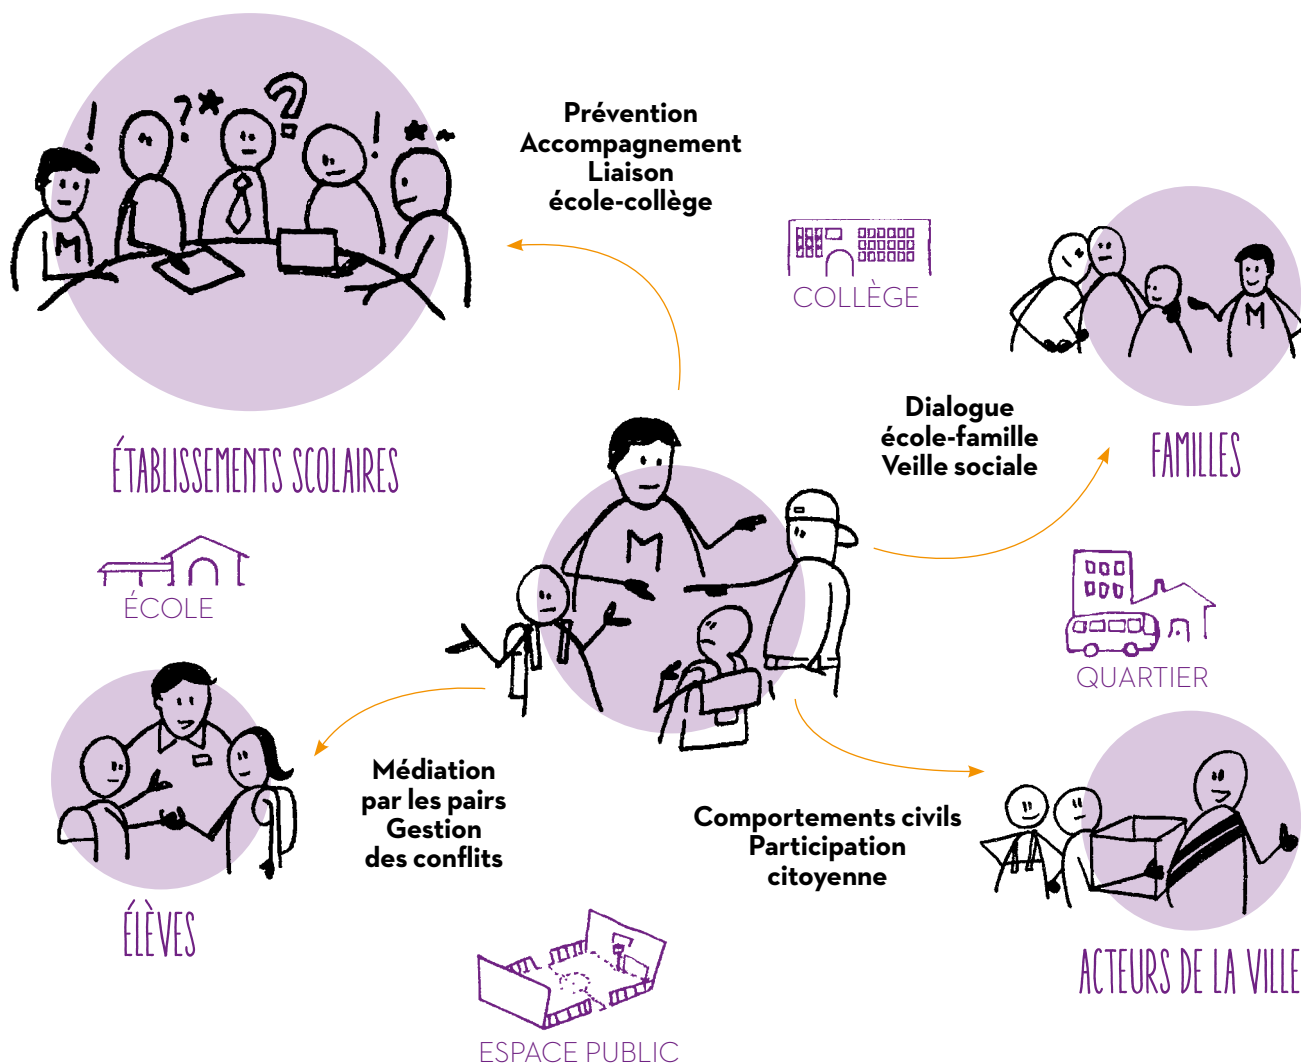 ! ? ?
!
M
Prévention
Accompagnement
Liaison
école-collège
COLLÈGE
M
ÉTABLISSEMENTS SCOLAIRES
Dialogue
école-famille
Veille sociale
FAMILLES
M
ÉCOLE
QUARTIER
Médiation
par les pairs
Gestion
des conflits
Comportements civils
Participation
citoyenne
ÉLÈVES
ACTEURS DE LA VILLE
ESPACE PUBLIC